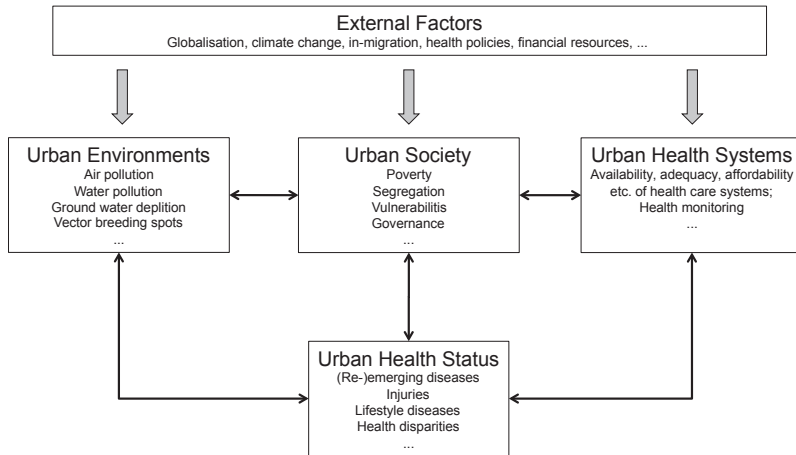 External Factors
Globalisation, climate change, in-migration, health policies, financial resources, ...
Urban Environments
Air pollution
Water pollution
Ground water deplition
Vector breeding spots
...
Urban Society
Poverty
Segregation
Vulnerabilitis
Governance
...
Urban Health Systems
Availability, adequacy, affordability
etc. of health care systems;
Health monitoring
...
Urban Health Status
(Re-)emerging diseases
Injuries
Lifestyle diseases
Health disparities
...